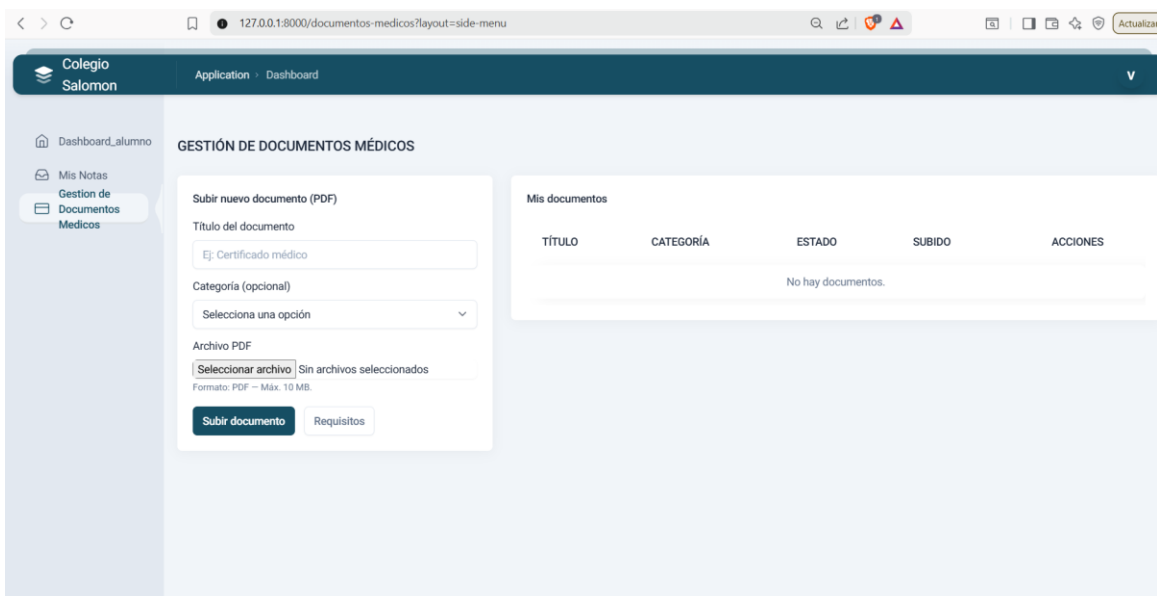 127.0.0.1:8000/documentos-medicos?layout=side-menu
Actualizar
Colegio
Salomon
Application > Dashboard
V
Dashboard_alumno
Mis Notas
Gestion de
Documentos
Medicos
GESTIÓN DE DOCUMENTOS MÉDICOS
Subir nuevo documento (PDF)
Título del documento
Ej: Certificado médico
Categoría (opcional)
Selecciona una opción
Archivo PDF
Seleccionar archivo Sin archivos seleccionados
Formato: PDF — Máx. 10 MB.
Subir documento Requisitos
Mis documentos
TÍTULO CATEGORÍA ESTADO SUBIDO ACCIONES
No hay documentos.